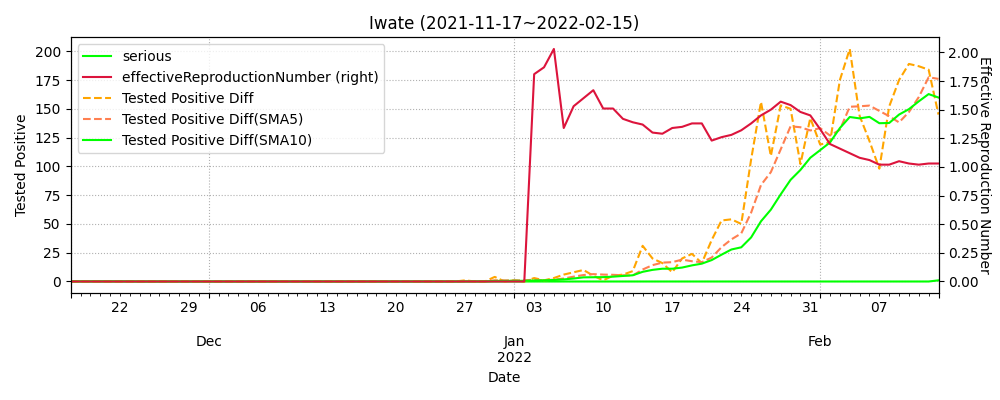 Iwate (2021-11-17~2022-02-15)
serious
effectiveReproductionNumber (right)
Tested Positive Diff
Tested Positive Diff(SMA5)
Tested Positive Diff(SMA10)
Tested Positive
200
175
150
125
100
75
50
25
0
2.00
1.75
1.50
1.25
1.00
0.75
0.50
0.25
0.00
Effective Reproduction Number
22 29 06 13 20 27 03 10 17 24 31 07
Dec Jan Feb
2022
Date